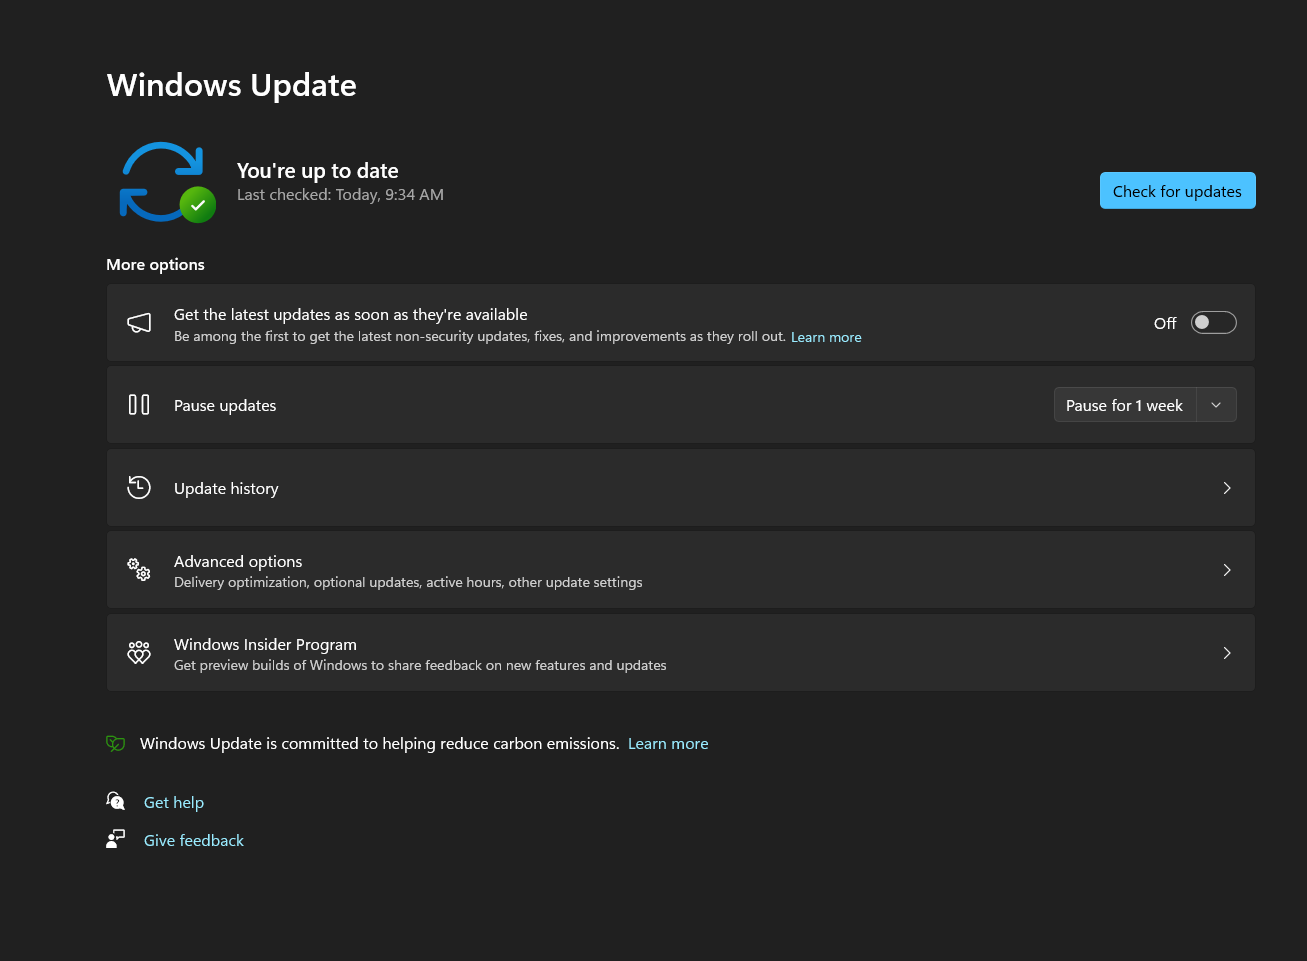 Windows Update
You're up to date
Last checked: Today, 9:34 AM
Check for updates
More options
Get the latest updates as soon as they're available
Be among the first to get the latest non-security updates, fixes, and improvements as they roll out. Learn more
Off
Pause updates
Pause for 1 week
Update history
Advanced options
Delivery optimization, optional updates, active hours, other update settings
Windows Insider Program
Get preview builds of Windows to share feedback on new features and updates
Windows Update is committed to helping reduce carbon emissions. Learn more
Get help
Give feedback